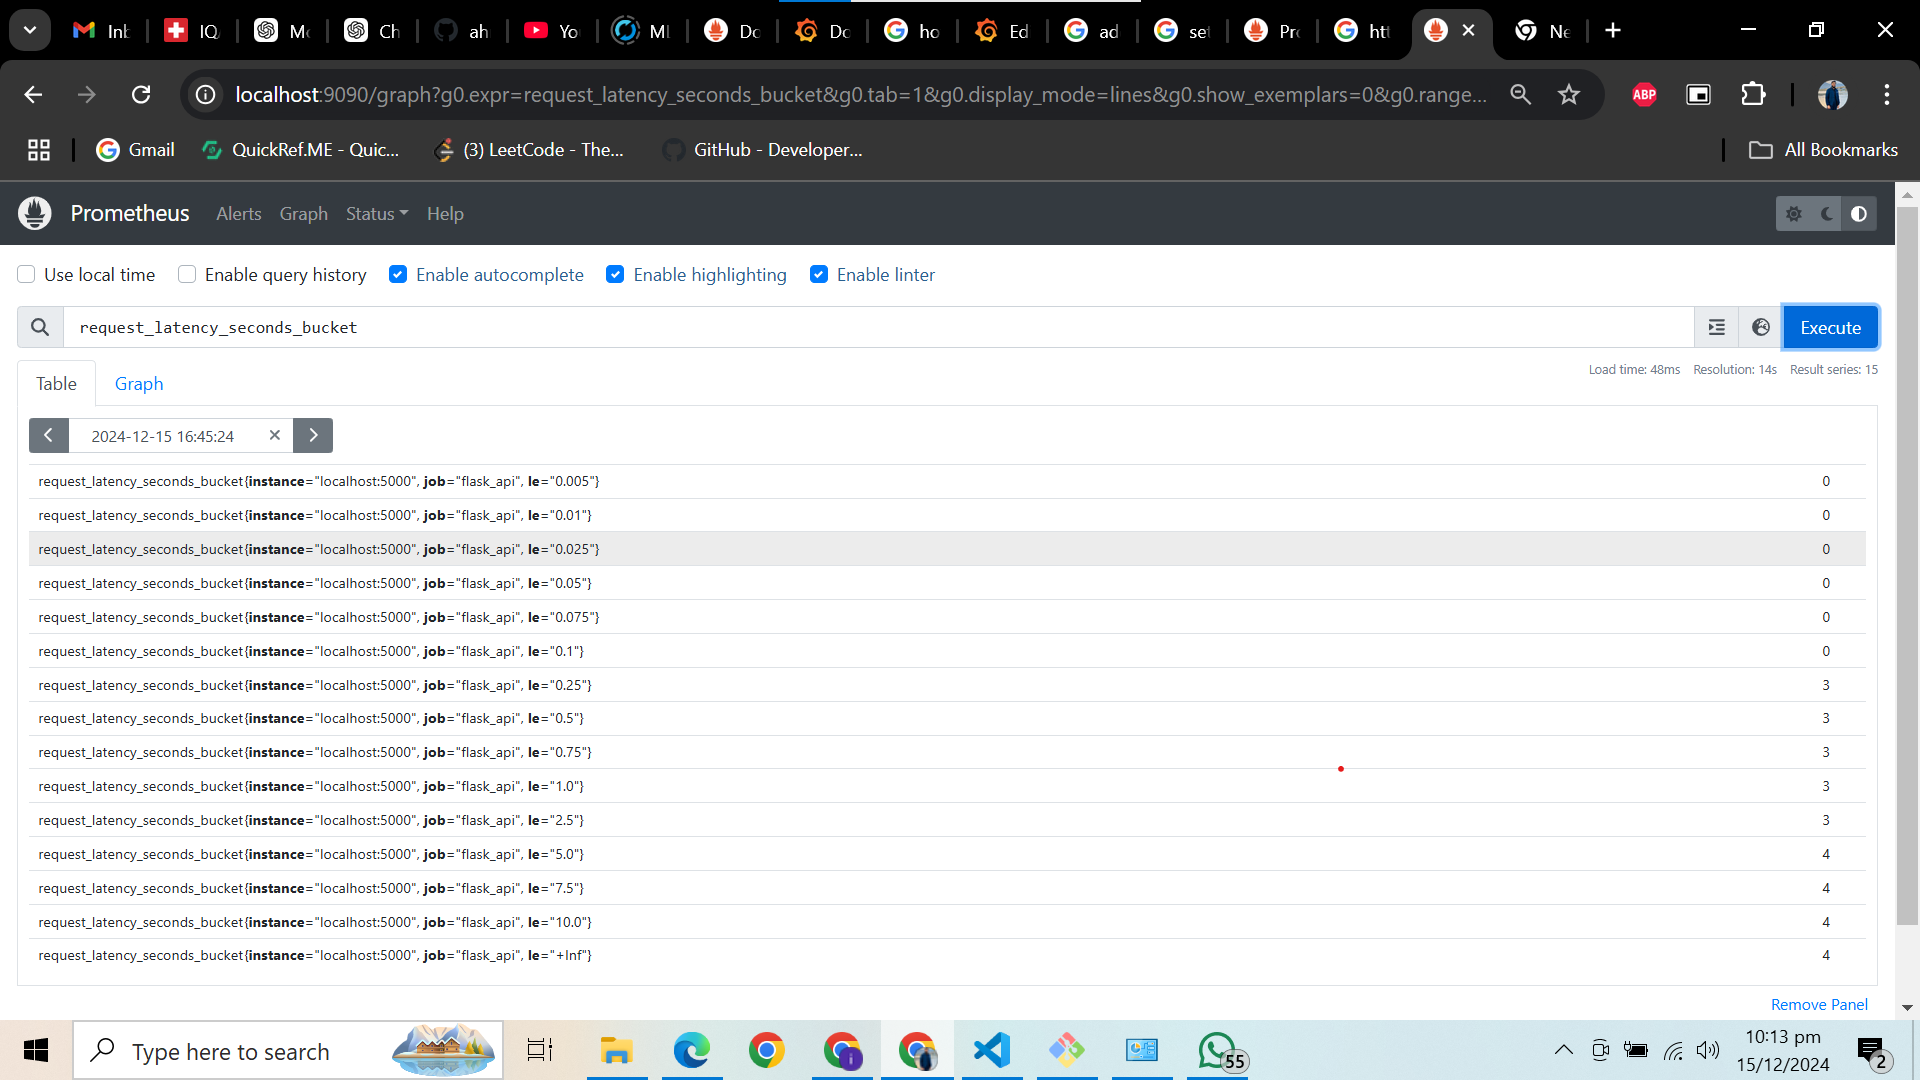 Inb
IQ
Mo
Ch
ah
Yo
MI
Do
Do
ho
Ed
ad
set
Pro
htt
Ne
localhost:9090/graph?g0.expr=request_latency_seconds_bucket&g0.tab=1&g0.display_mode=lines&g0.show_exemplars=0&g0.range...
ABP
Gmail
QuickRef.ME - Quic...
(3) LeetCode - The...
GitHub - Developer...
All Bookmarks
Prometheus Alerts Graph Status Help
Use local time Enable query history Enable autocomplete Enable highlighting Enable linter
request_latency_seconds_bucket
Execute
Table Graph
Load time: 48ms Resolution: 14s Result series: 15
2024-12-15 16:45:24
request_latency_seconds_bucket{instance="localhost:5000", job="flask_api", le="0.005"} 0
request_latency_seconds_bucket{instance="localhost:5000", job="flask_api", le="0.01"} 0
request_latency_seconds_bucket{instance="localhost:5000", job="flask_api", le="0.025"} 0
request_latency_seconds_bucket{instance="localhost:5000", job="flask_api", le="0.05"} 0
request_latency_seconds_bucket{instance="localhost:5000", job="flask_api", le="0.075"} 0
request_latency_seconds_bucket{instance="localhost:5000", job="flask_api", le="0.1"} 0
request_latency_seconds_bucket{instance="localhost:5000", job="flask_api", le="0.25"} 3
request_latency_seconds_bucket{instance="localhost:5000", job="flask_api", le="0.5"} 3
request_latency_seconds_bucket{instance="localhost:5000", job="flask_api", le="0.75"} 3
request_latency_seconds_bucket{instance="localhost:5000", job="flask_api", le="1.0"} 3
request_latency_seconds_bucket{instance="localhost:5000", job="flask_api", le="2.5"} 3
request_latency_seconds_bucket{instance="localhost:5000", job="flask_api", le="5.0"} 4
request_latency_seconds_bucket{instance="localhost:5000", job="flask_api", le="7.5"} 4
request_latency_seconds_bucket{instance="localhost:5000", job="flask_api", le="10.0"} 4
request_latency_seconds_bucket{instance="localhost:5000", job="flask_api", le="+Inf"} 4
Remove Panel
Type here to search
55
10:13 pm
15/12/2024
2